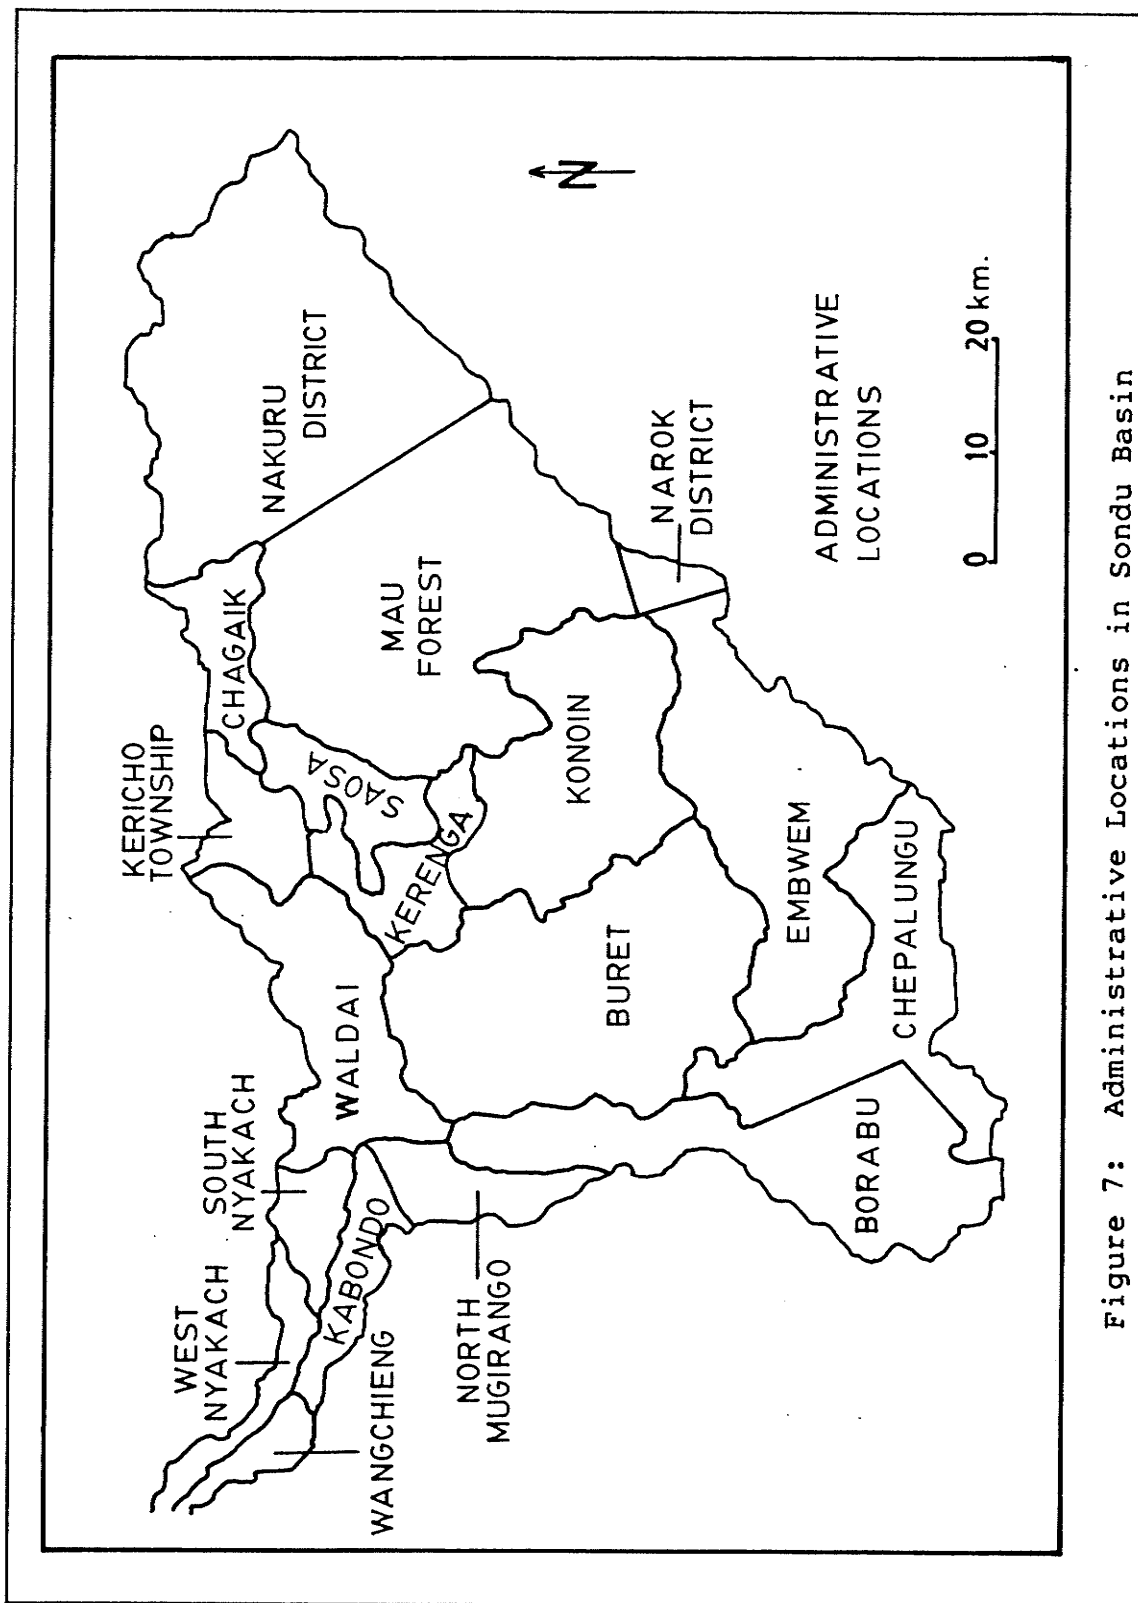 KERICHO
TOWNSHIP
WEST
NYAKACH
SOUTH
NYAKACH
CHAGAIK
NAKURU
DISTRICT
SAOSA
WALDAI
KABONDO
WANGCHIENG
KERENGA
MAU
FOREST
NORTH
MUGIRANGO
KONOIN
BURET
NAROK
DISTRICT
N
EMBWEM
BORABU
CHEPALUNGU
ADMINISTRATIVE
LOCATIONS
0 10 20 km.
Figure 7: Administrative Locations in Sondu Basin